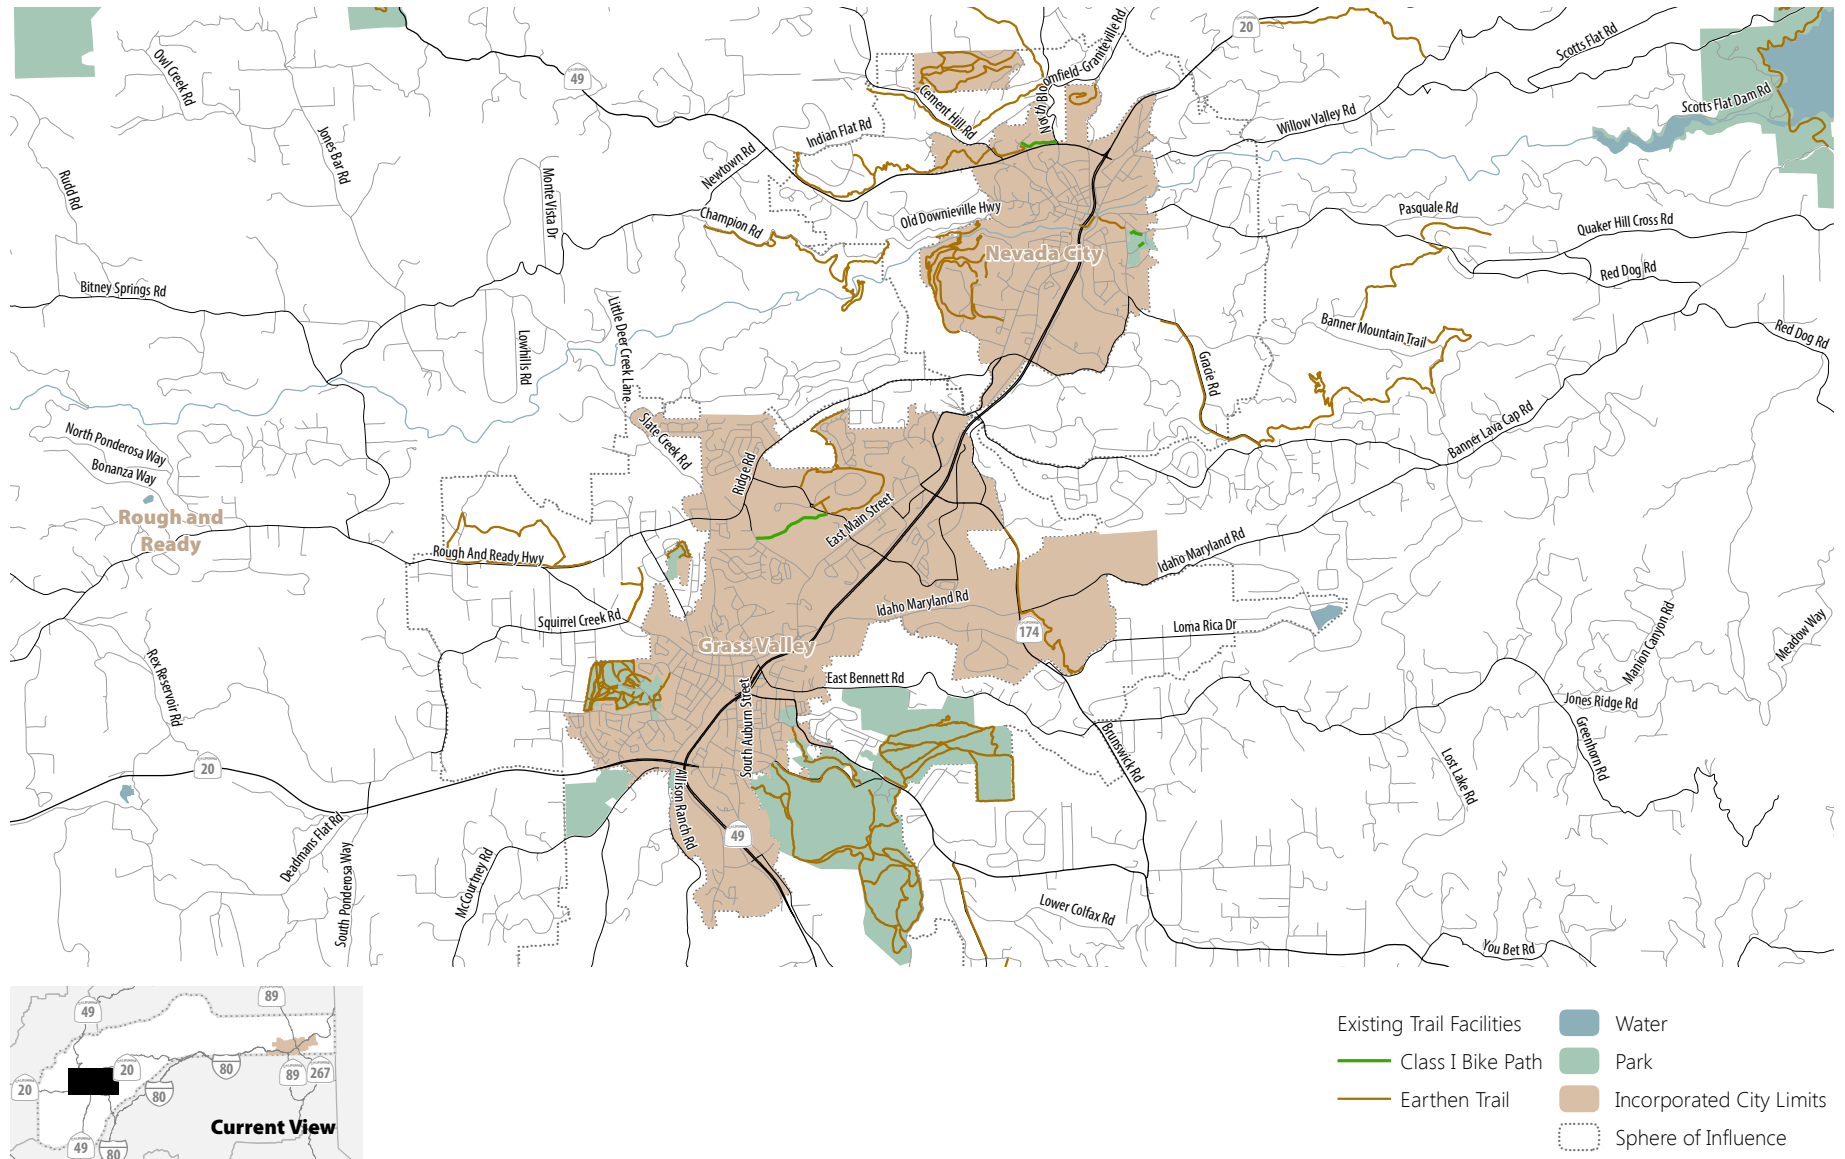 20
Scotts Flat Rd
Owl Creek Rd
49
North Bloomfield-Graniteville Rd
Scotts Flat Dam Rd
Cement Hill Rd
Willow Valley Rd
Indian Flat Rd
Jones Bar Rd
Newtown Rd
Rudd Rd
Monte Vista Dr
Champion Rd
Old Downieville Hwy
Pasquale Rd
Quaker Hill Cross Rd
Nevada City
Red Dog Rd
Bitney Springs Rd
Little Deer Creek Lane
Banner Mountain Trail
Red Dog Rd
Lowhills Rd
Gracie Rd
Slate Creek Rd
Banner Lava Cap Rd
North Ponderosa Way
Bonanza Way
Ridge Rd
Rough and
Ready
East Main Street
Rough And Ready Hwy
Idaho Maryland Rd
Idaho Maryland Rd
Squirrel Creek Rd
CALIFORNIA
174
Loma Rica Dr
Manion Canyon Rd
Meadow Way
Grass Valley
Rex Reservoir Rd
East Bennett Rd
South Auburn Street
Jones Ridge Rd
Greenhorn Rd
Brunswick Rd
Lost Lake Rd
CALIFORNIA
20
Allison Ranch Rd
CALIFORNIA
49
Deadmans Flat Rd
South Ponderosa Way
McCourtney Rd
Lower Colfax Rd
You Bet Rd
89
49
20
80
89
267
20
80
49
80
Current View
Existing Trail Facilities
Class I Bike Path
Earthen Trail
Water
Park
Incorporated City Limits
Sphere of Influence